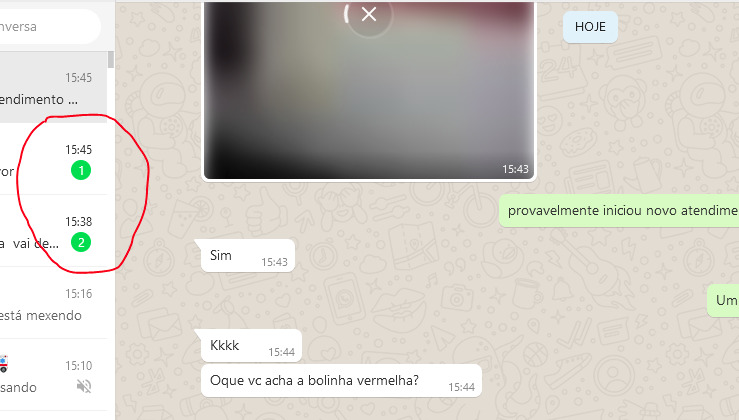 nversa
15:45
endimento ...
15:45
or
1
15:38
a vai de...
2
15:16
está mexendo
15:10
sando
HOJE
15:43
provavelmente iniciou novo atendime
Sim
15:43
Um
Kkkk
15:44
Oque vc acha a bolinha vermelha?
15:44